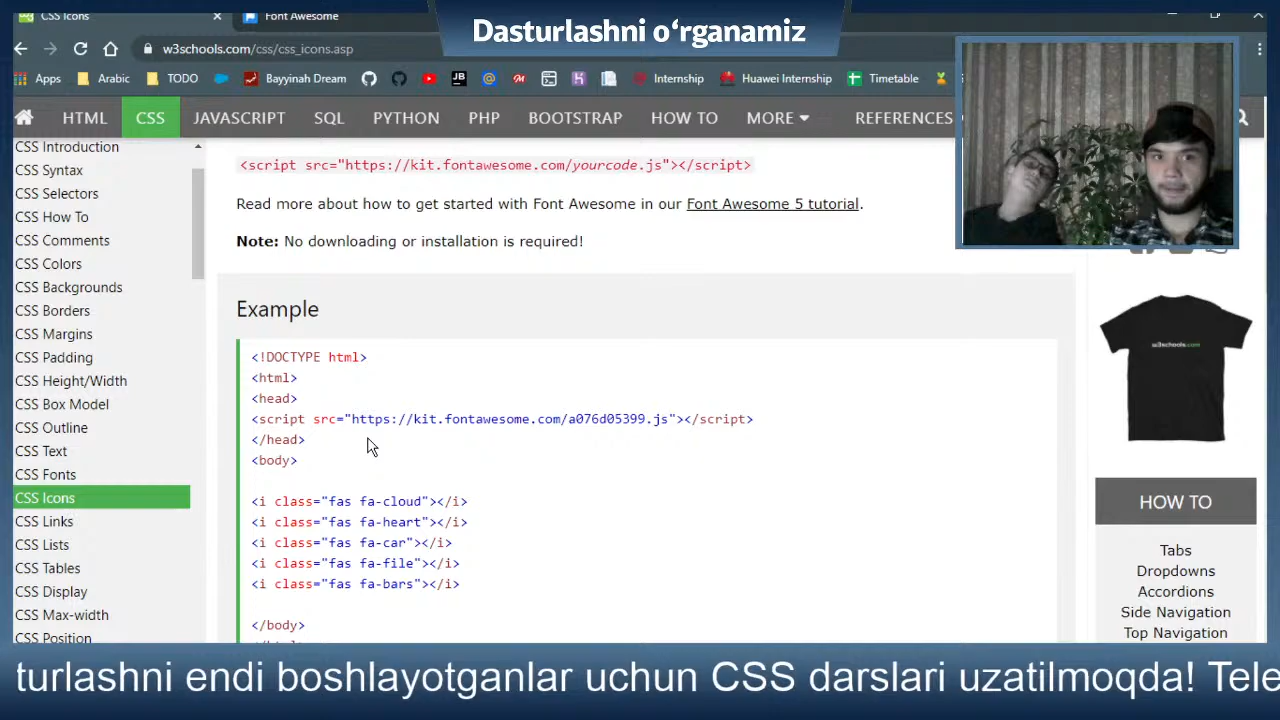 CSS Icons
Font Awesome
Dasturlashni o‘rganamiz
w3schools.com/css/css_icons.asp
Apps Arabic TODO Bayyinah Dream Internship Huawei Internship Timetable
HTML CSS JAVASCRIPT SQL PYTHON PHP BOOTSTRAP HOW TO MORE REFERENCES
CSS Introduction
CSS Syntax
CSS Selectors
CSS How To
CSS Comments
CSS Colors
CSS Backgrounds
CSS Borders
CSS Margins
CSS Padding
CSS Height/Width
CSS Box Model
CSS Outline
CSS Text
CSS Fonts
CSS Icons
CSS Links
CSS Lists
CSS Tables
CSS Display
CSS Max-width
CSS Position
<script src="https://kit.fontawesome.com/yourcode.js"></script>
Read more about how to get started with Font Awesome in our Font Awesome 5 tutorial.
Note: No downloading or installation is required!
Example
<!DOCTYPE html>
<html>
<head>
<script src="https://kit.fontawesome.com/a076d05399.js"></script>
</head>
<body>
<i class="fas fa-cloud"></i>
<i class="fas fa-heart"></i>
<i class="fas fa-car"></i>
<i class="fas fa-file"></i>
<i class="fas fa-bars"></i>
</body>
w3schools.com
HOW TO
Tabs
Dropdowns
Accordions
Side Navigation
Top Navigation
turlashni endi boshlayotganlar uchun CSS darslari uzatilmoqda! Tele